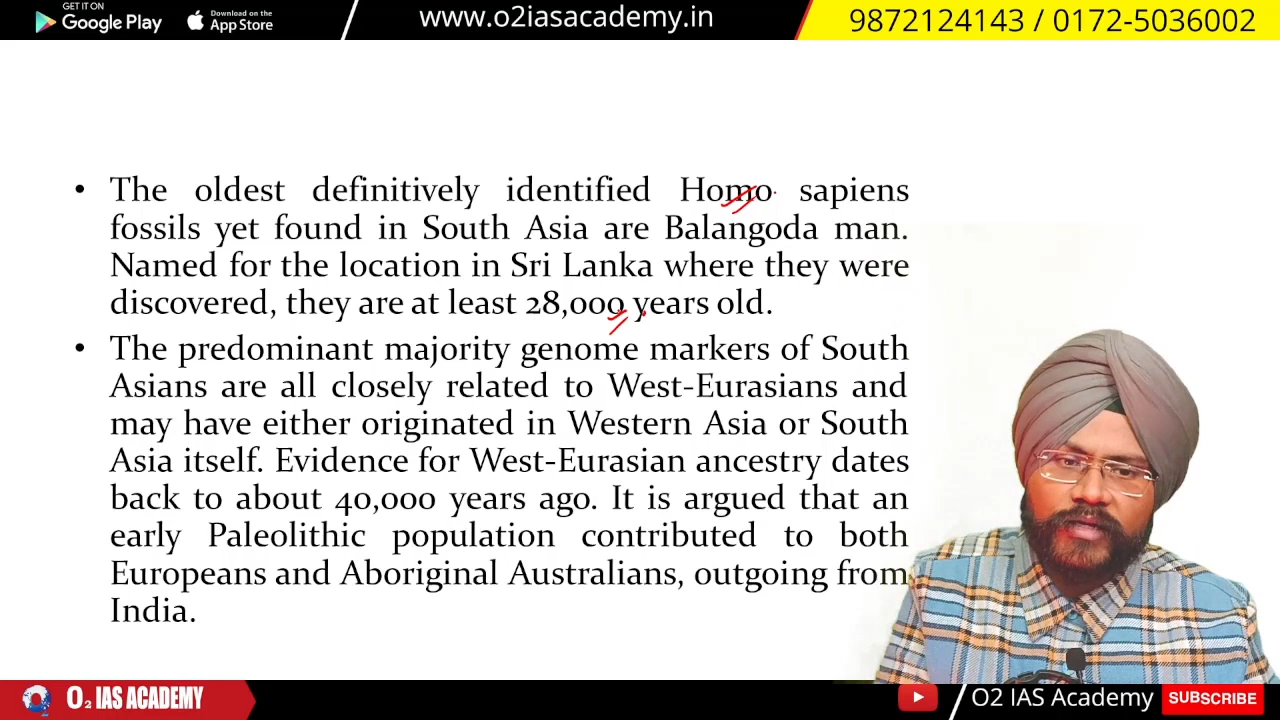 GET IT ON
Google Play
Download on the
App Store
www.o2iasacademy.in
9872124143 / 0172-5036002
• The oldest definitively identified Homo sapiens
fossils yet found in South Asia are Balangoda man.
Named for the location in Sri Lanka where they were
discovered, they are at least 28,000 years old.
• The predominant majority genome markers of South
Asians are all closely related to West-Eurasians and
may have either originated in Western Asia or South
Asia itself. Evidence for West-Eurasian ancestry dates
back to about 40,000 years ago. It is argued that an
early Paleolithic population contributed to both
Europeans and Aboriginal Australians, outgoing from
India.
O2 IAS ACADEMY
O2 IAS Academy
SUBSCRIBE